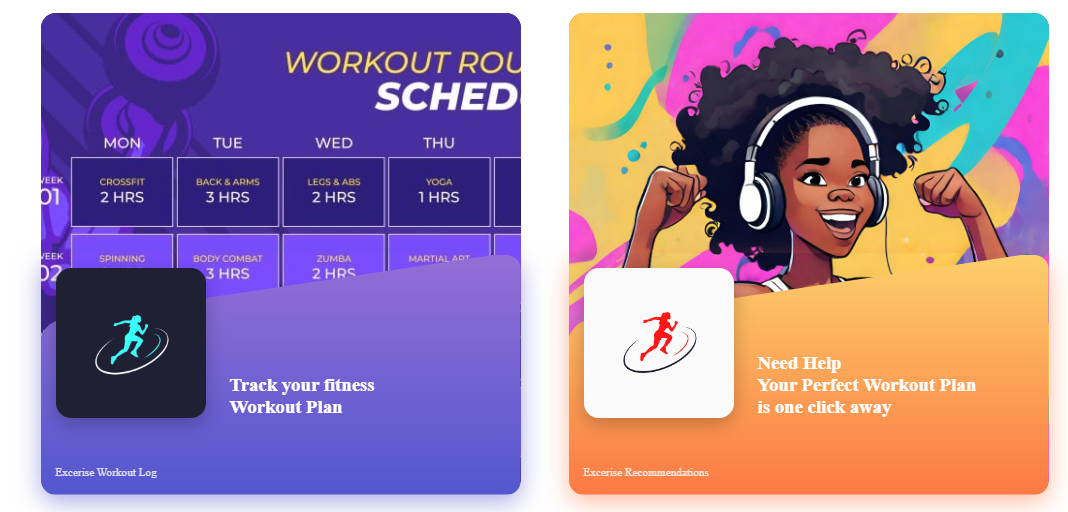 WORKOUT ROU
SCHED
MON TUE WED THU
WEEK
01
CROSSFIT BACK & ARMS LEGS & ABS YOGA
2 HRS 3 HRS 2 HRS 1 HRS
WEEK
02
SPINNING BODY COMBAT ZUMBA MARTIAL ART
3 HRS 2 HRS
Track your fitness
Workout Plan
Excerise Workout Log
Need Help
Your Perfect Workout Plan
is one click away
Excerise Recommendations